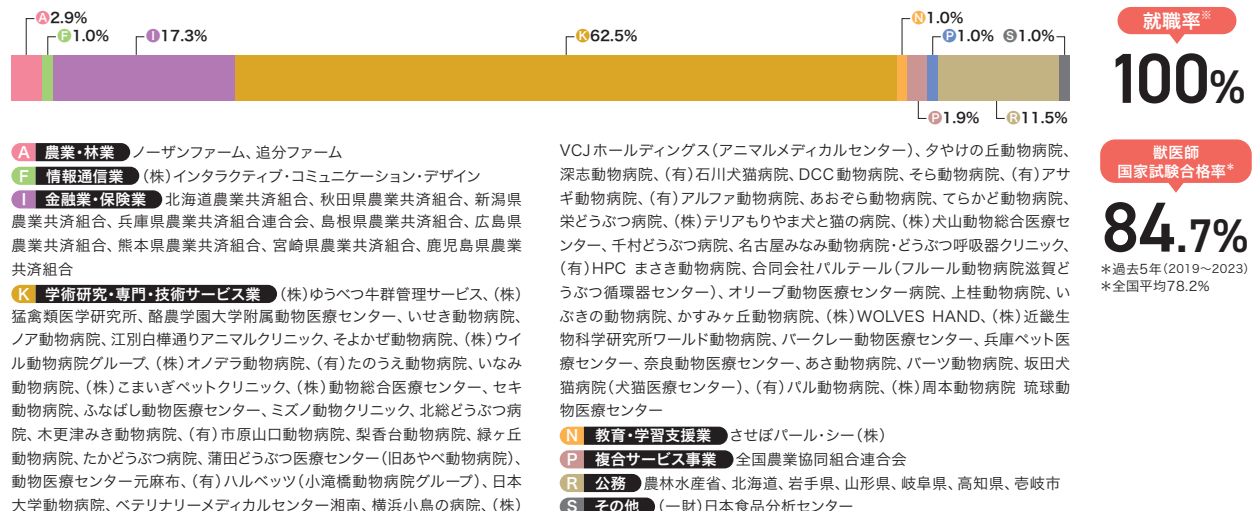 A2.9%
F1.0%
I17.3%
K62.5%
N1.0%
P1.0%
S1.0%
P1.9%
R11.5%
就職率※
100%
獣医師
国家試験合格率*
84.7%
*過去5年(2019〜2023)
*全国平均78.2%
A 農業・林業 ノーザンファーム、追分ファーム
F 情報通信業 (株)インタラクティブ・コミュニケーション・デザイン
I 金融業・保険業 北海道農業共済組合、秋田県農業共済組合、新潟県
農業共済組合、兵庫県農業共済組合連合会、島根県農業共済組合、広島県
農業共済組合、熊本県農業共済組合、宮崎県農業共済組合、鹿児島県農業
共済組合
K 学術研究・専門・技術サービス業 (株)ゆうべつ牛群管理サービス、(株)
猛禽類医学研究所、酪農学園大学附属動物医療センター、いせき動物病院、
ノア動物病院、江別白樺通りアニマルクリニック、そよかぜ動物病院、(株)ウイ
ル動物病院グループ、(株)オノデラ動物病院、(有)たのうえ動物病院、いなみ
動物病院、(株)こまいぎペットクリニック、(株)動物総合医療センター、セキ
動物病院、ふなばし動物医療センター、ミズノ動物クリニック、北総どうぶつ病
院、木更津みき動物病院、(有)市原山口動物病院、梨香台動物病院、緑ヶ丘
動物病院、たかどうぶつ病院、蒲田どうぶつ医療センター(旧あやべ動物病院)、
動物医療センター元麻布、(有)ハルベッツ(小滝橋動物病院グループ)、日本
大学動物病院、ベテリナリーメディカルセンター湘南、横浜小鳥の病院、(株)
VCJホールディングス(アニマルメディカルセンター)、夕やけの丘動物病院、
深志動物病院、(有)石川犬猫病院、DCC動物病院、そら動物病院、(有)アサ
ギ動物病院、(有)アルファ動物病院、あおぞら動物病院、てらかど動物病院、
栄どうぶつ病院、(株)テリアもりやま犬と猫の病院、(株)犬山動物総合医療セ
ンター、千村どうぶつ病院、名古屋みなみ動物病院・どうぶつ呼吸器クリニック、
(有)HPC まさき動物病院、合同会社パルテール(フルール動物病院滋賀ど
うぶつ循環器センター)、オリーブ動物医療センター病院、上桂動物病院、い
ぶきの動物病院、かすみヶ丘動物病院、(株)WOLVES HAND、(株)近畿生
物科学研究所ワールド動物病院、バークレー動物医療センター、兵庫ペット医
療センター、奈良動物医療センター、あさ動物病院、バーツ動物病院、坂田犬
猫病院(犬猫医療センター)、(有)パル動物病院、(株)周本動物病院 琉球動
物医療センター
N 教育・学習支援業 させぼパール・シー(株)
P 複合サービス事業 全国農業協同組合連合会
R 公務 農林水産省、北海道、岩手県、山形県、岐阜県、高知県、壱岐市
S その他 (一財)日本食品分析センター